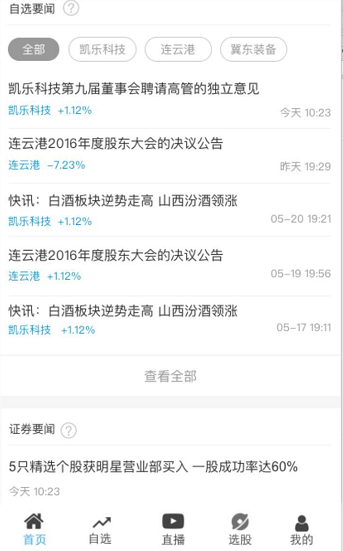 自选要闻 ?
全部 凯乐科技 连云港 冀东装备
凯乐科技第九届董事会聘请高管的独立意见
凯乐科技 +1.12% 今天 10:23
连云港2016年度股东大会的决议公告
连云港 -7.23% 昨天 19:29
快讯：白酒板块逆势走高 山西汾酒领涨
凯乐科技 +1.12% 05-20 19:21
连云港2016年度股东大会的决议公告
连云港 +1.12% 05-19 19:56
快讯：白酒板块逆势走高 山西汾酒领涨
凯乐科技 +1.12% 05-17 19:11
查看全部
证券要闻 ?
5只精选个股获明星营业部买入 一股成功率达60%
今天 10:23
首页 自选 直播 选股 我的